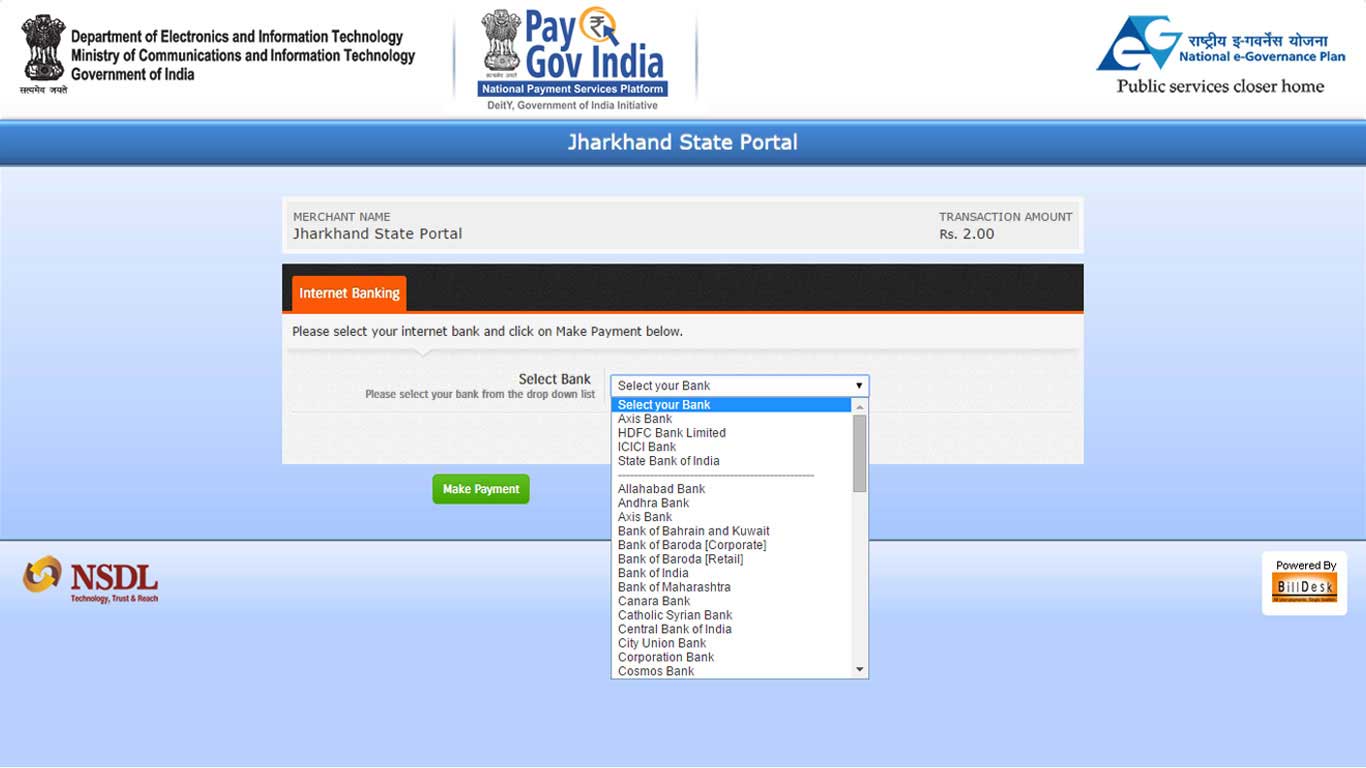 Department of Electronics and Information Technology
Ministry of Communications and Information Technology
Government of India
सत्यमेव जयते
Pay
Gov India
National Payment Services Platform
DeitY, Government of India Initiative
राष्ट्रीय इ-गवर्नेंस योजना
National e-Governance Plan
Public services closer home
Jharkhand State Portal
MERCHANT NAME
Jharkhand State Portal
TRANSACTION AMOUNT
Rs. 2.00
Internet Banking
Please select your internet bank and click on Make Payment below.
Select Bank
Please select your bank from the drop down list
Select your Bank
Select your Bank
Axis Bank
HDFC Bank Limited
ICICI Bank
State Bank of India
Allahabad Bank
Andhra Bank
Axis Bank
Bank of Bahrain and Kuwait
Bank of Baroda [Corporate]
Bank of Baroda [Retail]
Bank of India
Bank of Maharashtra
Canara Bank
Catholic Syrian Bank
Central Bank of India
City Union Bank
Corporation Bank
Cosmos Bank
Make Payment
NSDL
Technology, Trust & Reach
Powered By
BillDesk